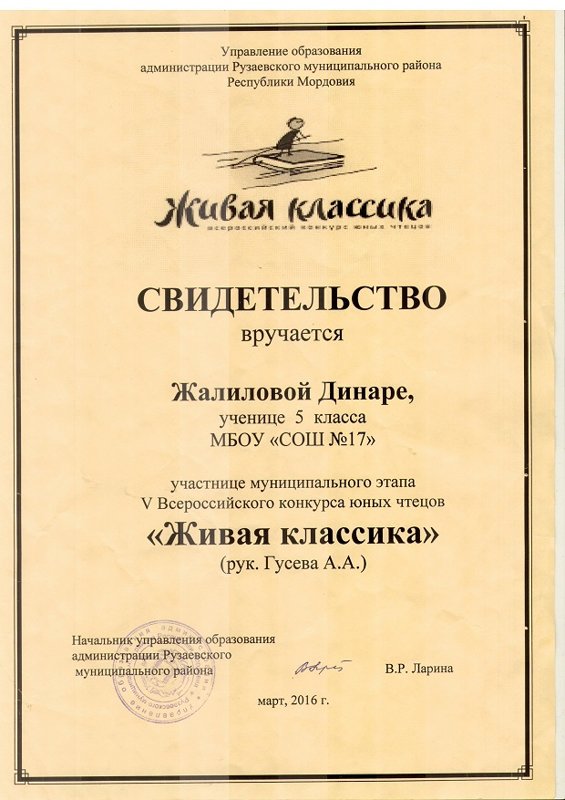 Управление образования
администрации Рузаевского муниципального района
Республики Мордовия
Живая классика
всероссийский конкурс юных чтецов
СВИДЕТЕЛЬСТВО
вручается
Жалиловой Динаре,
ученице 5 класса
МБОУ «СОШ №17»
участнице муниципального этапа
V Всероссийского конкурса юных чтецов
«Живая классика»
(рук. Гусева А.А.)
Начальник управления образования
администрации Рузаевского
муниципального района
В.Р. Ларина
март, 2016 г.